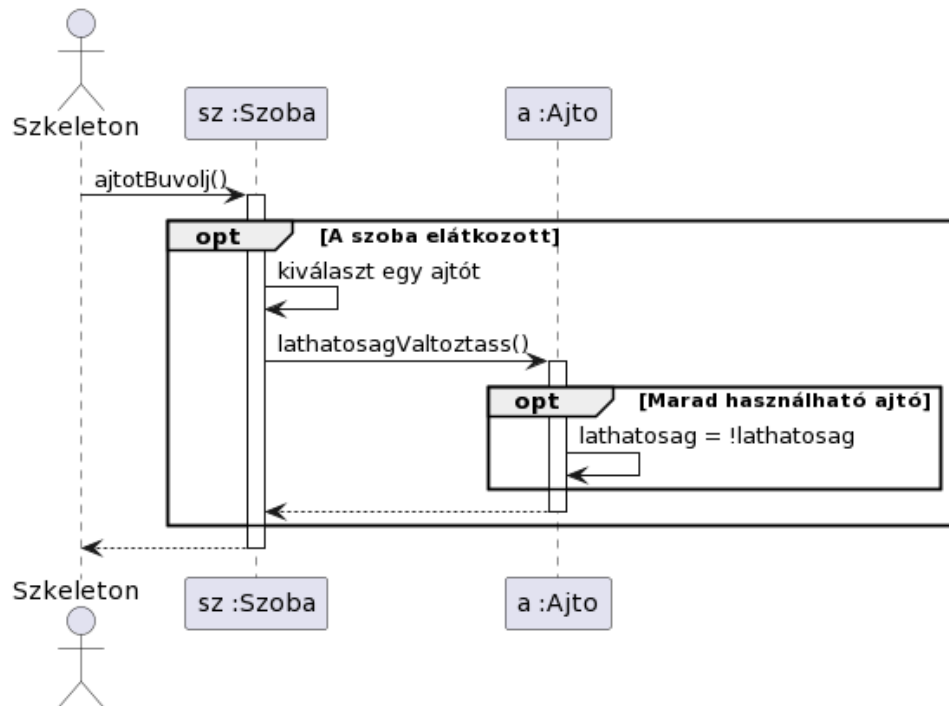 Szkeleton
sz :Szoba
a :Ajto
ajtotBuvolj()
opt
[A szoba elátkozott]
kiválaszt egy ajtót
lathatosagValtoztass()
opt
[Marad használható ajtó]
lathatosag = !lathatosag
Szkeleton
sz :Szoba
a :Ajto